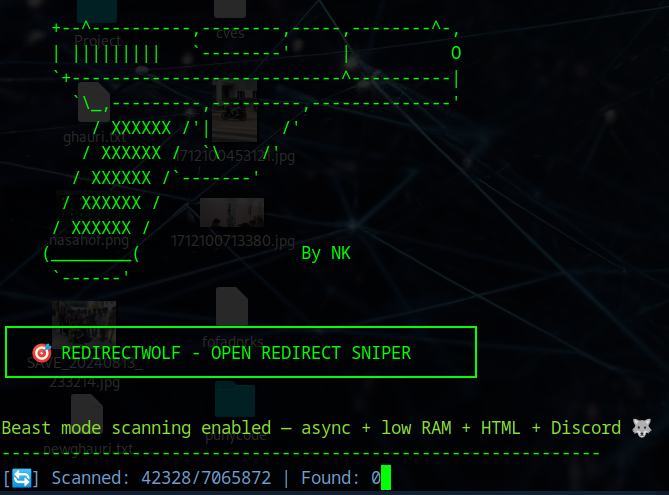 Project
cves
ghauri.txt
1712100453121.jpg
nasahof.png
1712100713380.jpg
XXXXXX
XXXXXX
XXXXXX
XXXXXX
XXXXXX
By NK
fofadorks
🎯 REDIRECTWOLF - OPEN REDIRECT SNIPER
SAVE_20240813_
233214.jpg
punycode
newghauri.txt
Beast mode scanning enabled — async + low RAM + HTML + Discord 🐺
------------------------------------------------------------
[🔄] Scanned: 42328/7065872 | Found: 0